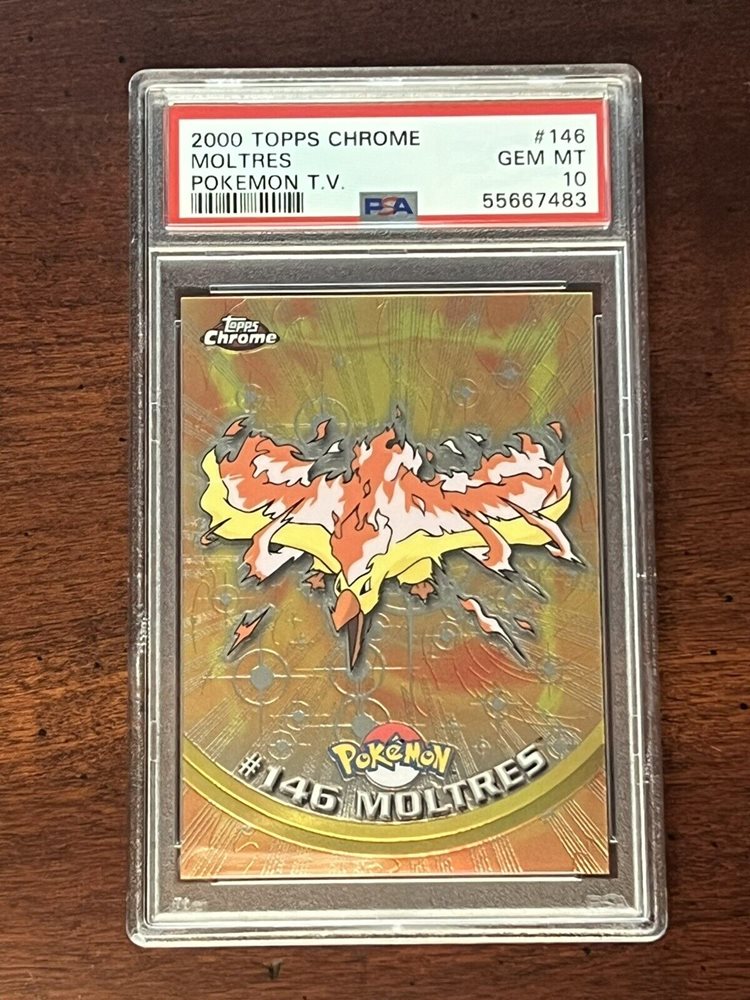 2000 TOPPS CHROME #146
MOLTRES GEM MT
POKEMON T.V. 10
PSA 55667483
Topps
Chrome
POKéMON
#146 MOLTRES